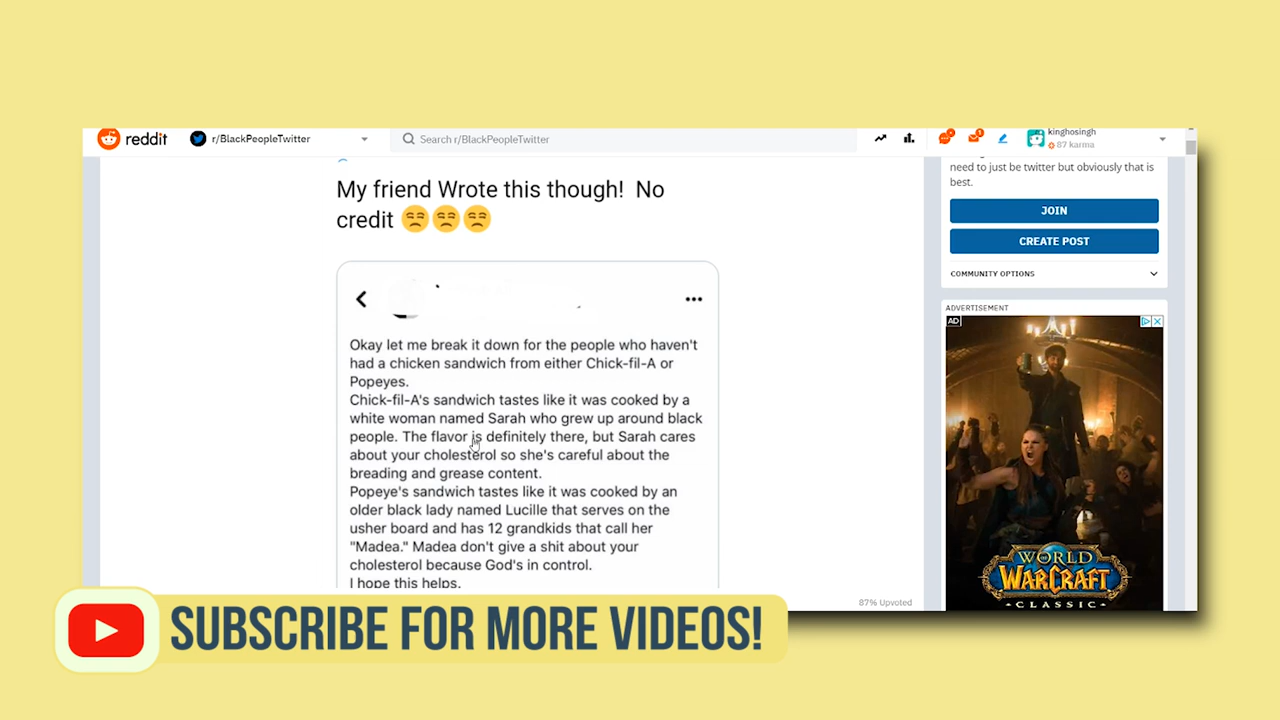 reddit
r/BlackPeopleTwitter
Search r/BlackPeopleTwitter
kinghosingh
87 karma
My friend Wrote this though! No
credit 😒😒😒
Okay let me break it down for the people who haven't
had a chicken sandwich from either Chick-fil-A or
Popeyes.
Chick-fil-A's sandwich tastes like it was cooked by a
white woman named Sarah who grew up around black
people. The flavor is definitely there, but Sarah cares
about your cholesterol so she's careful about the
breading and grease content.
Popeye's sandwich tastes like it was cooked by an
older black lady named Lucille that serves on the
usher board and has 12 grandkids that call her
"Madea." Madea don't give a shit about your
cholesterol because God's in control.
I hope this helps.
87% Upvoted
need to just be twitter but obviously that is
best.
JOIN
CREATE POST
COMMUNITY OPTIONS
ADVERTISEMENT
AD
WORLD
OF
WARCRAFT
CLASSIC
SUBSCRIBE FOR MORE VIDEOS!